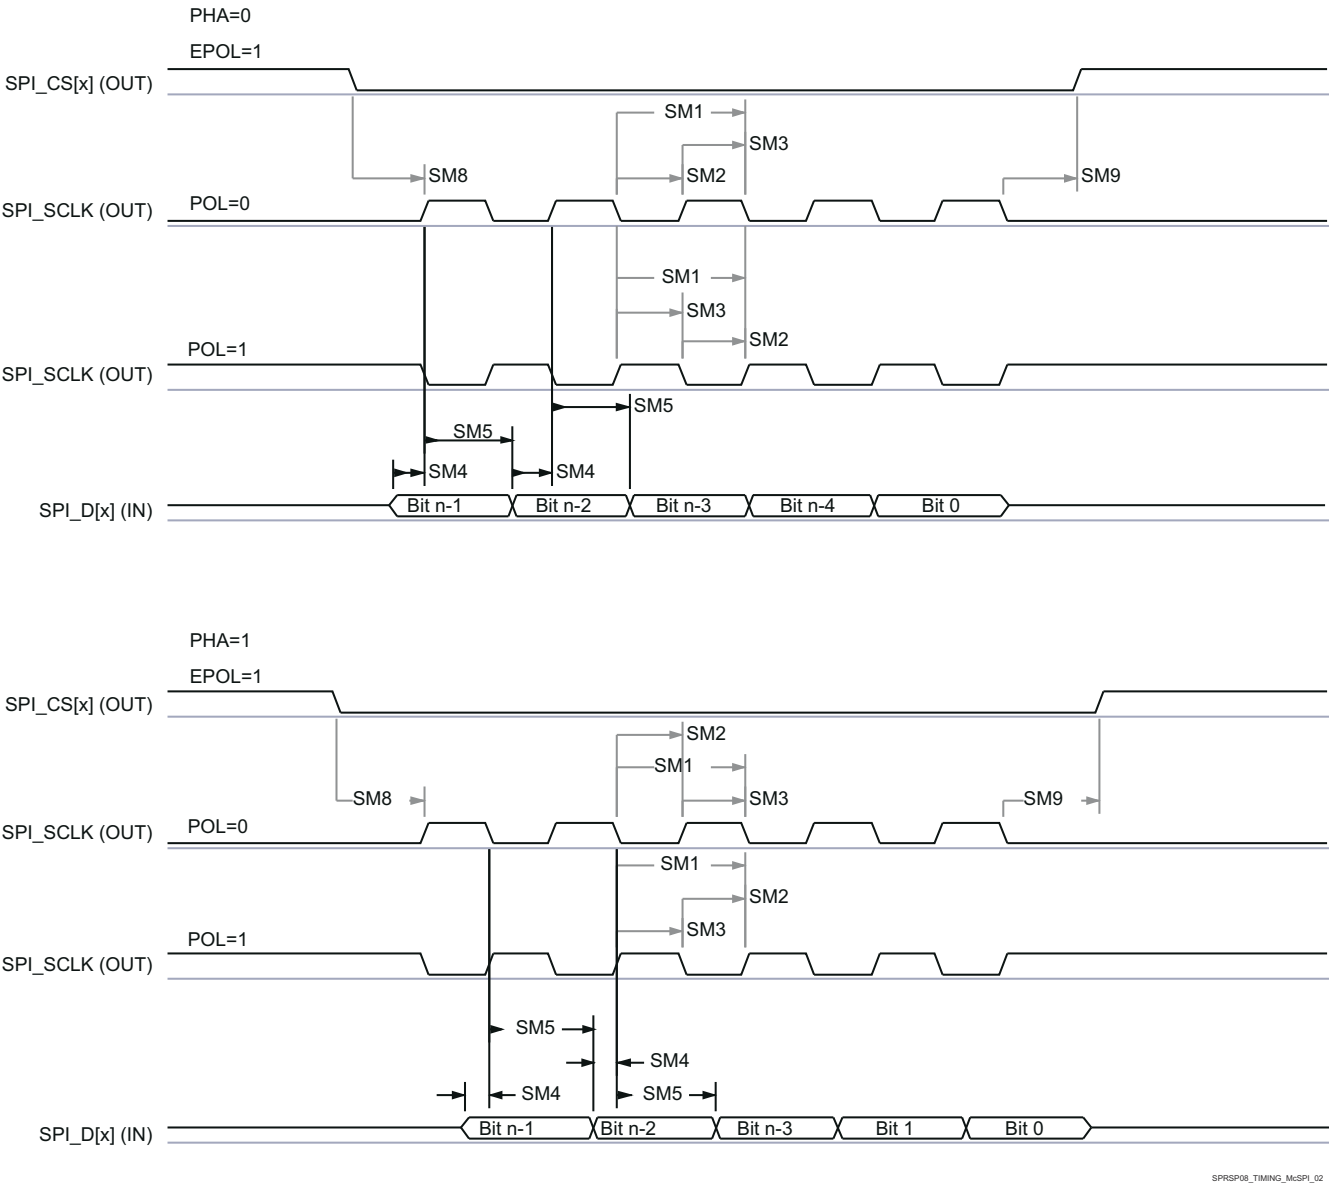 PHA=0
EPOL=1
SPI_CS[x] (OUT)
SM1
SM3
SM8
SM2
SM9
POL=0
SPI_SCLK (OUT)
SM1
SM3
SM2
POL=1
SPI_SCLK (OUT)
SM5
SM5
SM4
SM4
SPI_D[x] (IN)
Bit n-1
Bit n-2
Bit n-3
Bit n-4
Bit 0
PHA=1
EPOL=1
SPI_CS[x] (OUT)
SM2
SM1
SM8
SM3
SM9
POL=0
SPI_SCLK (OUT)
SM1
SM2
SM3
POL=1
SPI_SCLK (OUT)
SM5
SM4
SM4
SM5
SPI_D[x] (IN)
Bit n-1
Bit n-2
Bit n-3
Bit 1
Bit 0
SPRSP08_TIMING_McSPI_02